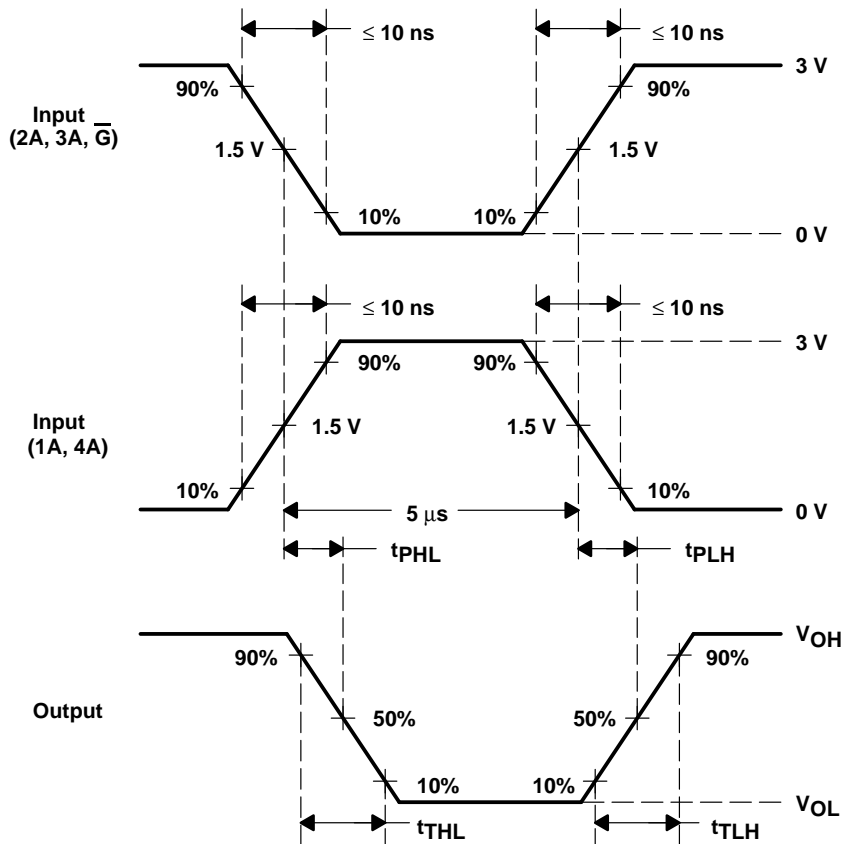 ≤ 10 ns ≤ 10 ns
3 V
90% 90%
Input
(2A, 3A, G̅)
1.5 V 1.5 V
10% 10%
0 V
≤ 10 ns ≤ 10 ns
3 V
90% 90%
Input
(1A, 4A)
1.5 V 1.5 V
10% 10%
5 μs
0 V
tPHL tPLH
VOH
90% 90%
Output
50% 50%
10% 10%
VOL
tTHL tTLH